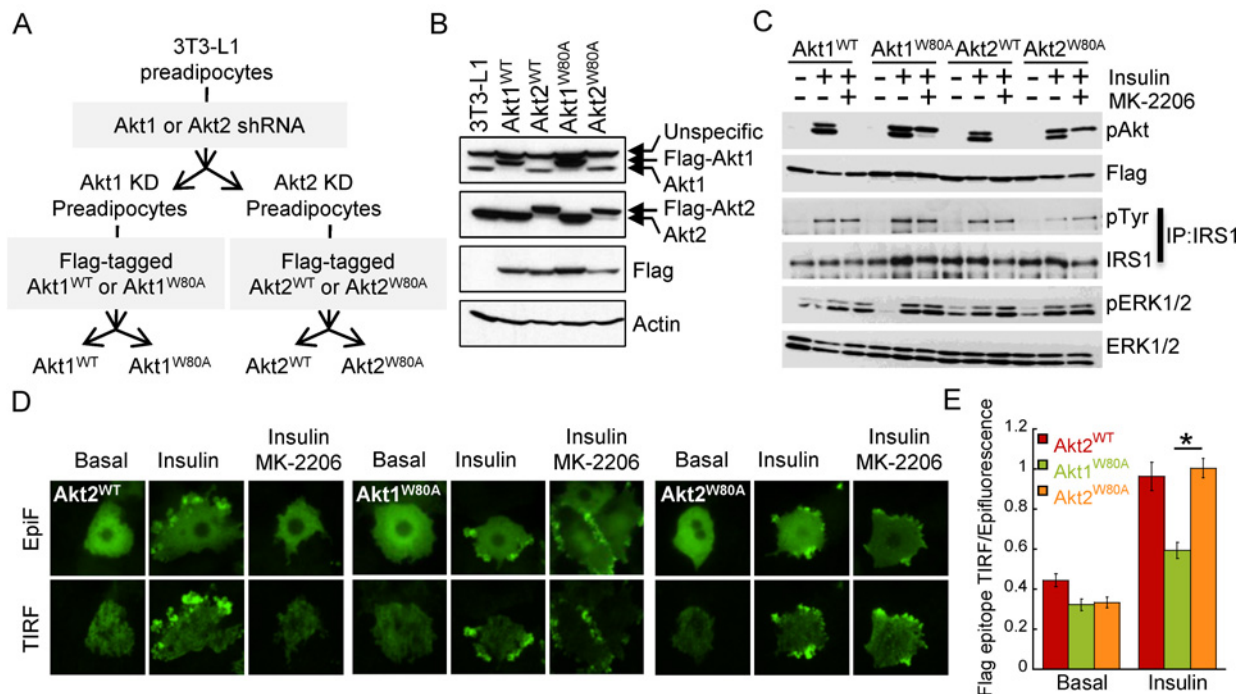 A
3T3-L1
preadipocytes
Akt1 or Akt2 shRNA
Akt1 KD
Preadipocytes
Akt2 KD
Preadipocytes
Flag-tagged
Akt1WT or Akt1W80A
Flag-tagged
Akt2WT or Akt2W80A
Akt1WT Akt1W80A Akt2WT Akt2W80A
B
3T3-L1 Akt1WT Akt2WT Akt1W80A Akt2W80A
Unspecific
Flag-Akt1
Akt1
Flag-Akt2
Akt2
Flag
Actin
C
Akt1WT Akt1W80A Akt2WT Akt2W80A
- + + - + + - + + - + + Insulin
- - + - - + - - + - - + MK-2206
pAkt
Flag
pTyr
IP:IRS1
IRS1
pERK1/2
ERK1/2
D
Basal Insulin Insulin MK-2206 Basal Insulin Insulin MK-2206 Basal Insulin Insulin MK-2206
Akt2WT Akt1W80A Akt2W80A
EpiF
TIRF
E
Flag epitope TIRF/Epifluorescence
1.2
1
0.8
0.6
0.4
0.2
0
Akt2WT
Akt1W80A
Akt2W80A
*
Basal Insulin